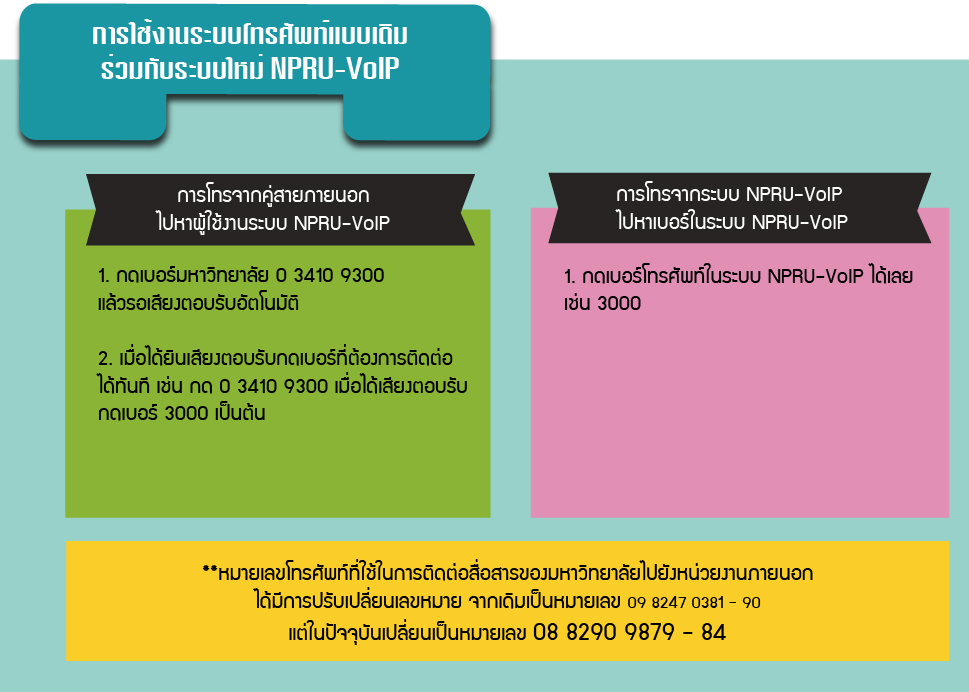 การใช้งานระบบโทรศัพท์แบบเดิม
ร่วมกับระบบใหม่ NPRU-VoIP
การโทรจากคู่สายภายนอก
ไปหาผู้ใช้งานระบบ NPRU-VoIP
1. กดเบอร์มหาวิทยาลัย 0 3410 9300
แล้วรอเสียงตอบรับอัตโนมัติ
2. เมื่อได้ยินเสียงตอบรับกดเบอร์ที่ต้องการติดต่อ
ได้ทันที เช่น กด 0 3410 9300 เมื่อได้เสียงตอบรับ
กดเบอร์ 3000 เป็นต้น
การโทรจากระบบ NPRU-VoIP
ไปหาเบอร์ในระบบ NPRU-VoIP
1. กดเบอร์โทรศัพท์ในระบบ NPRU-VoIP ได้เลย
เช่น 3000
**หมายเลขโทรศัพท์ที่ใช้ในการติดต่อสื่อสารของมหาวิทยาลัยไปยังหน่วยงานภายนอก
ได้มีการปรับเปลี่ยนเลขหมาย จากเดิมเป็นหมายเลข 09 8247 0381 - 90
แต่ในปัจจุบันเปลี่ยนเป็นหมายเลข 08 8290 9879 - 84